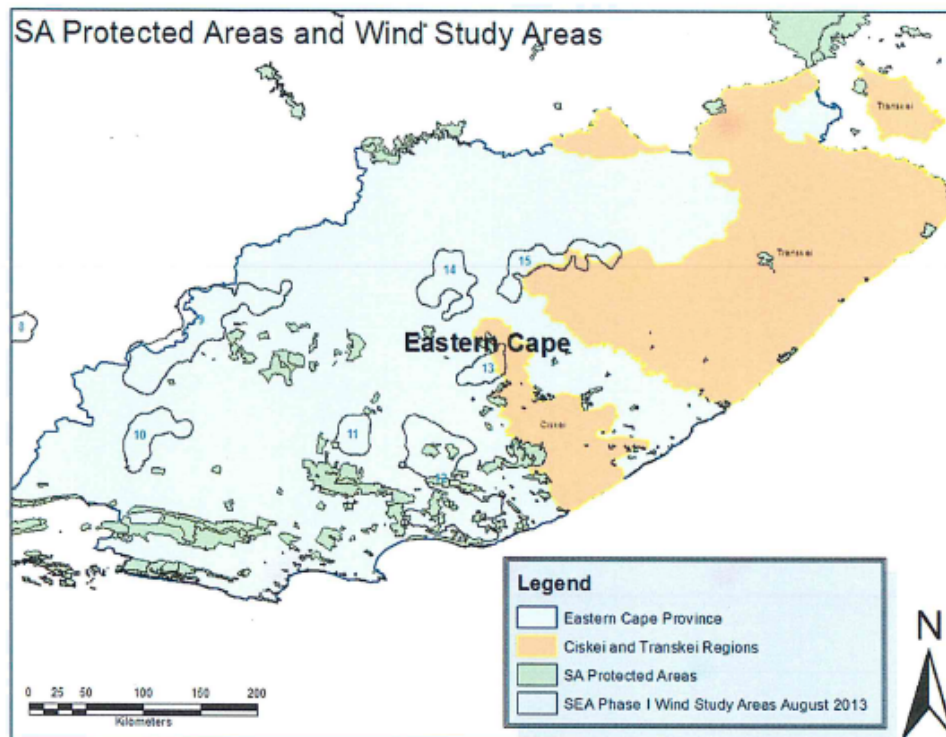 SA Protected Areas and Wind Study Areas
Transkei
Transkei
14
15
9
8
Eastern Cape
13
10
11
Ciskei
12
Legend
Eastern Cape Province
Ciskei and Transkei Regions
SA Protected Areas
SEA Phase I Wind Study Areas August 2013
N
0 25 50 100 150 200
Kilometers